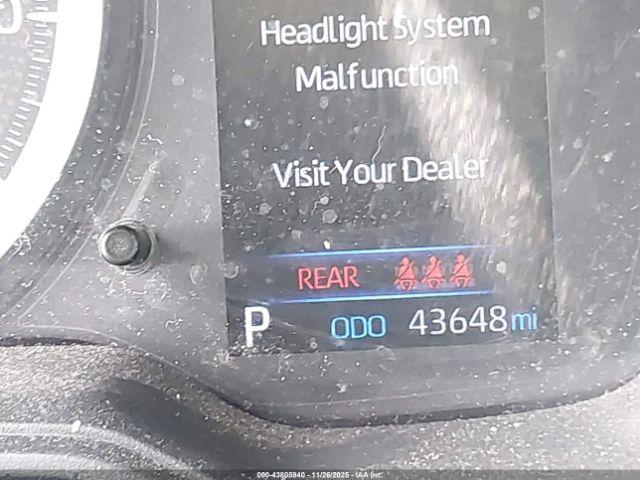 Headlight System
Malfunction
Visit Your Dealer
REAR
P ODO 43648 mi
000-43805940 - 11/26/2025 - IAA Inc.